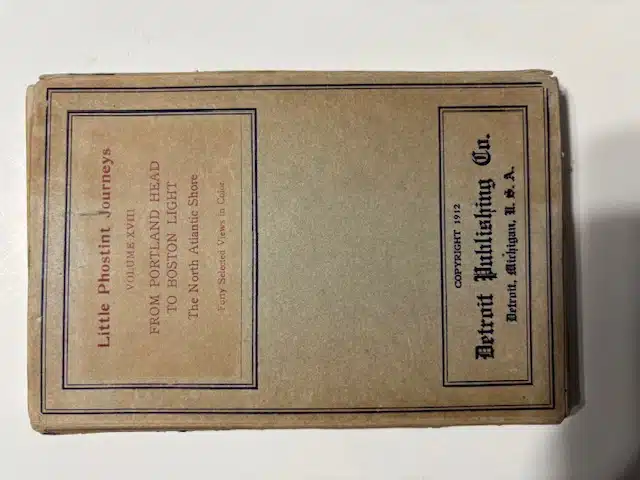 Little Phostint Journeys
VOLUME XVIII
FROM PORTLAND HEAD
TO BOSTON LIGHT
The North Atlantic Shore
Forty Selected Views in Color
COPYRIGHT 1912
Detroit Publishing Co.
Detroit, Michigan, U. S. A.